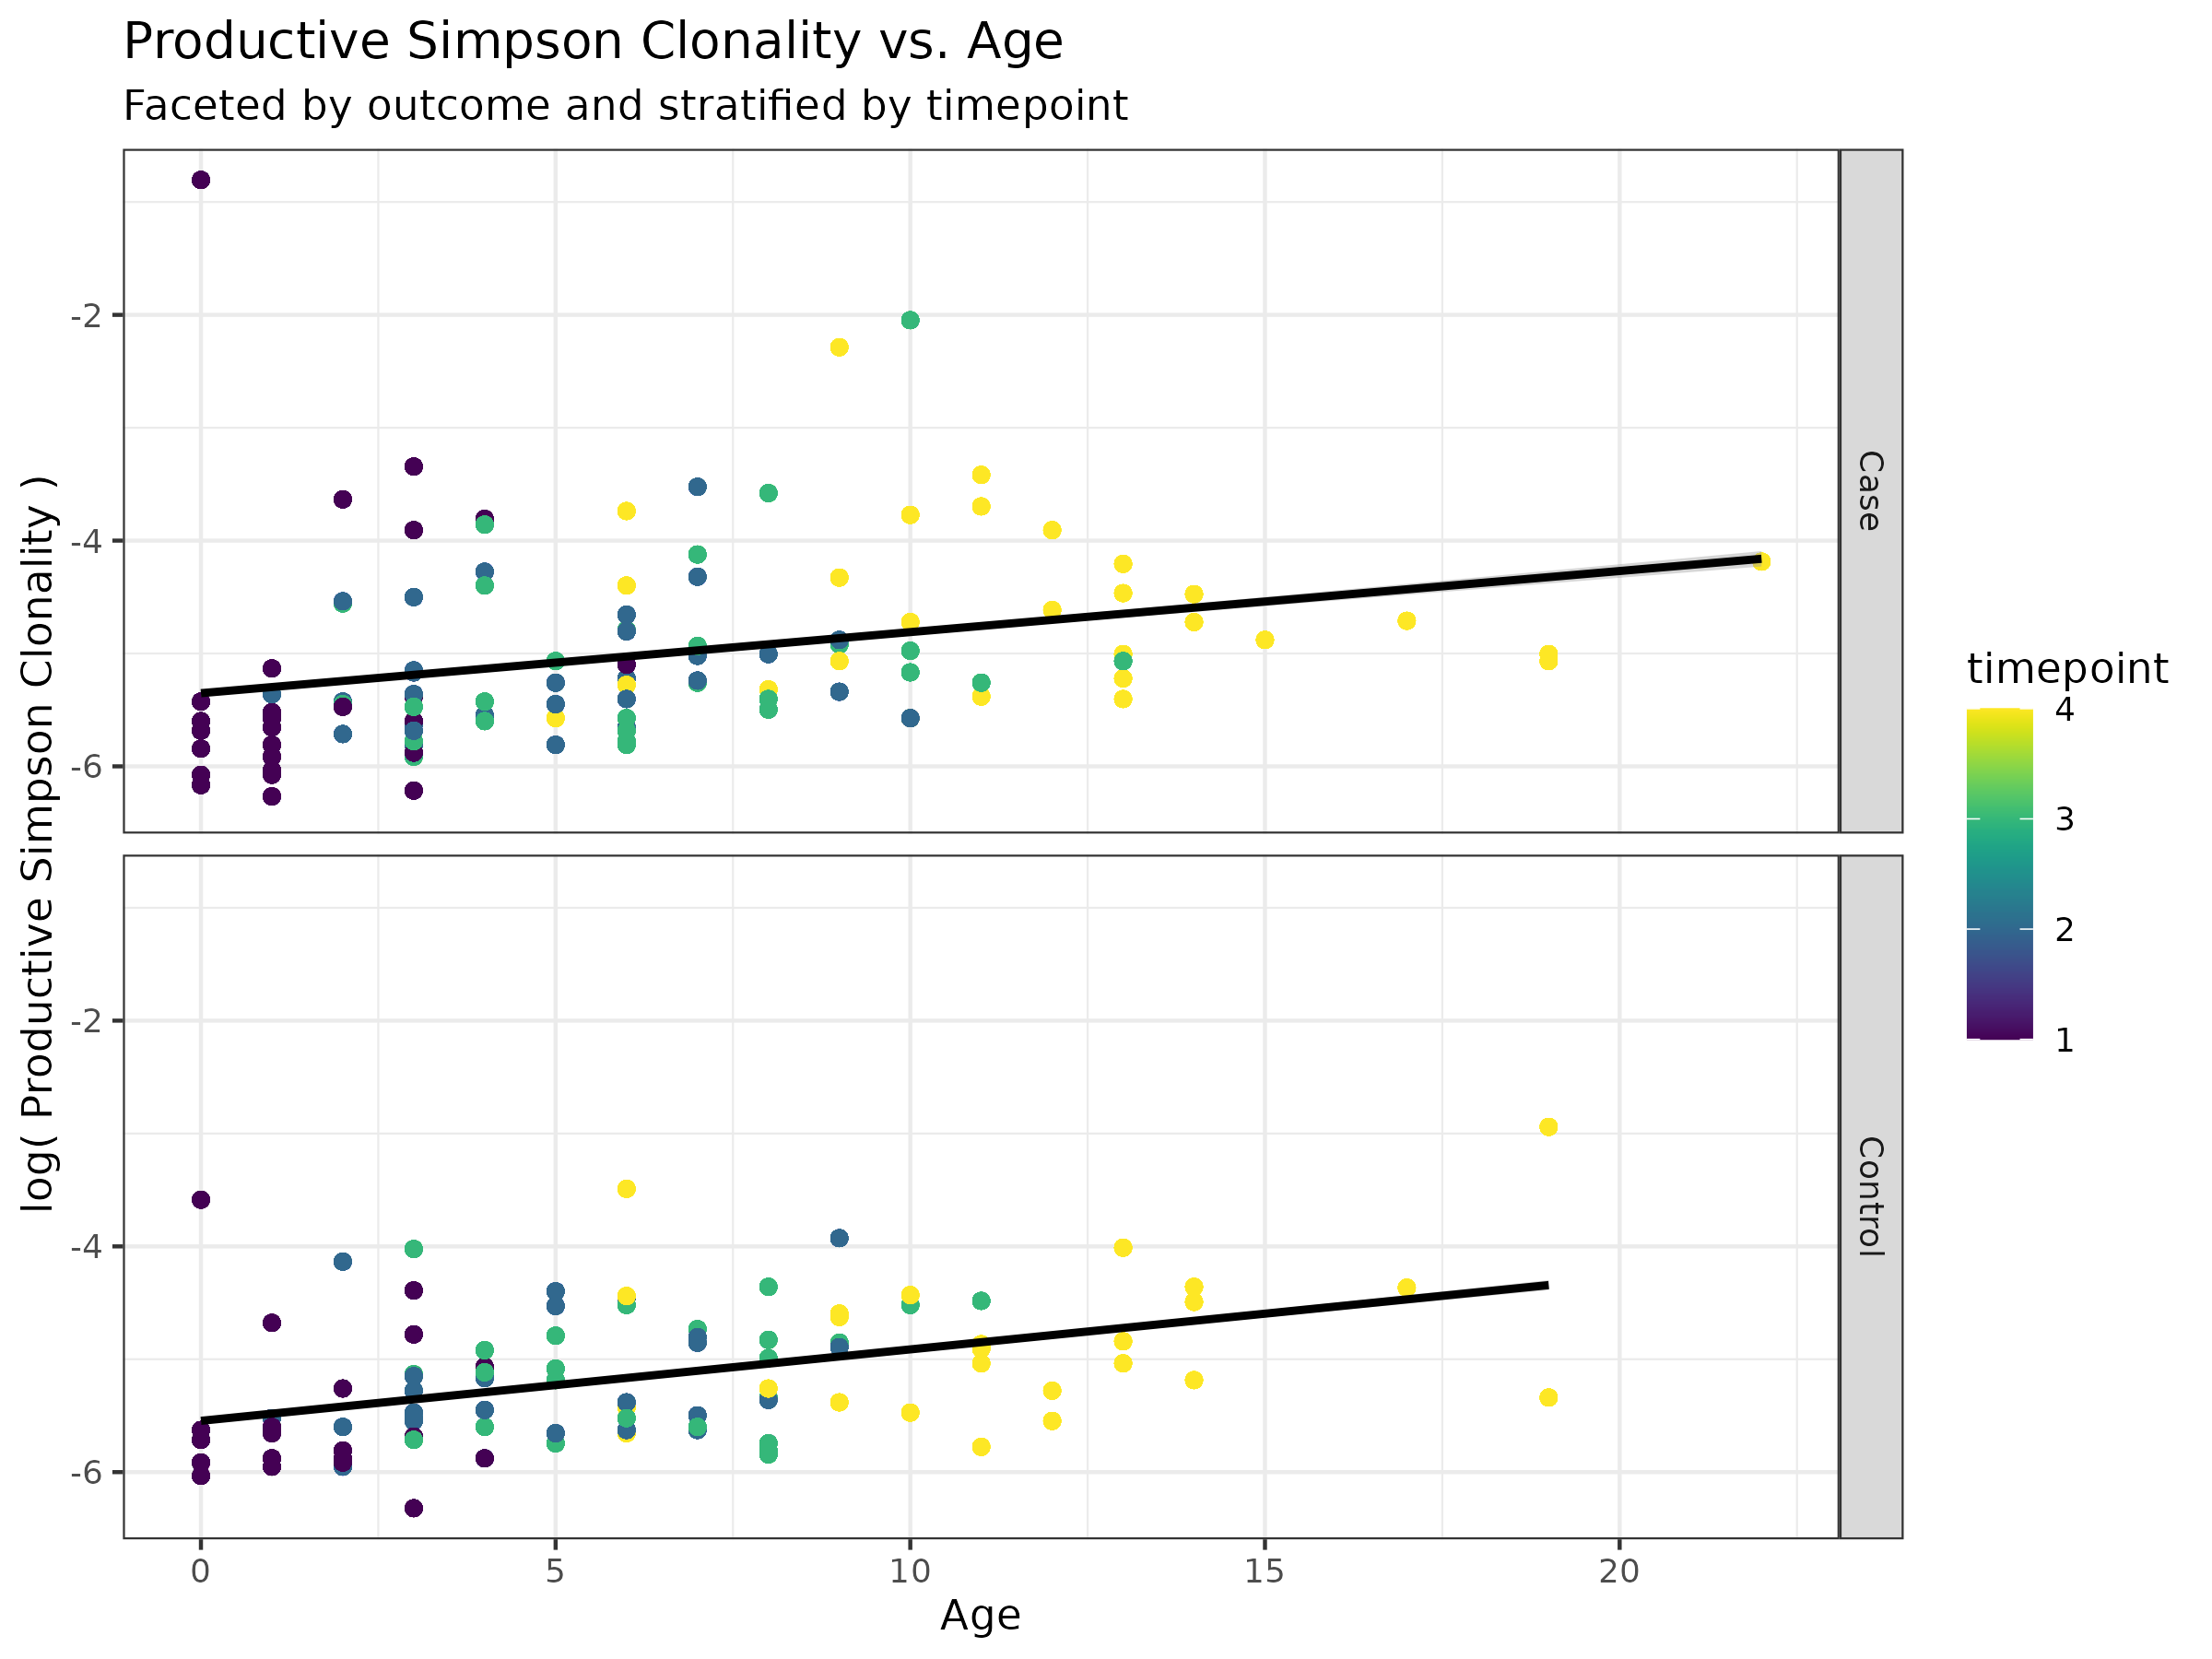 Productive Simpson Clonality vs. Age
Faceted by outcome and stratified by timepoint
log( Productive Simpson Clonality )
-2
-4
-6
Case
-2
-4
-6
Control
0 5 10 15 20
Age
timepoint
4
3
2
1